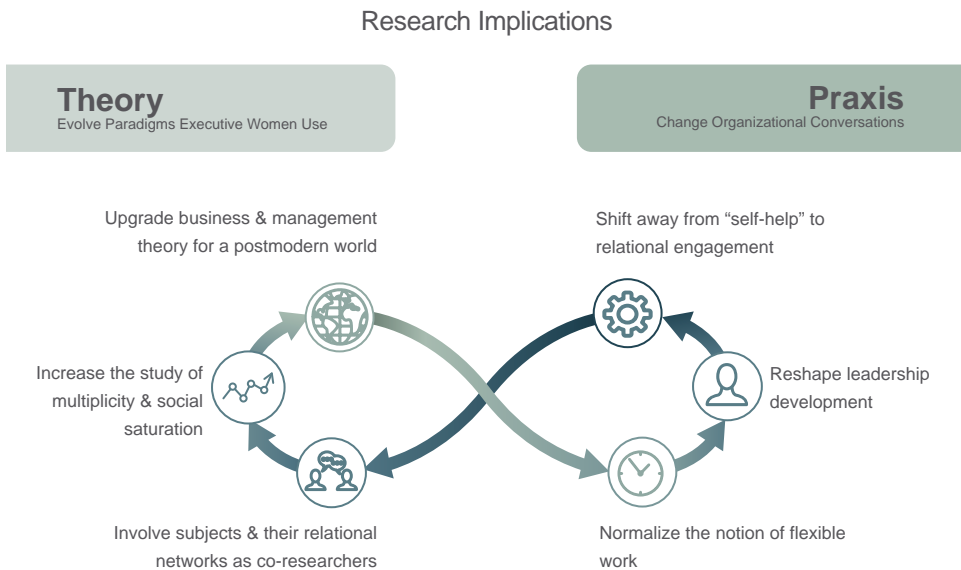 Research Implications
Theory
Evolve Paradigms Executive Women Use
Praxis
Change Organizational Conversations
Upgrade business & management
theory for a postmodern world
Shift away from “self-help” to
relational engagement
Increase the study of
multiplicity & social
saturation
Reshape leadership
development
Involve subjects & their relational
networks as co-researchers
Normalize the notion of flexible
work